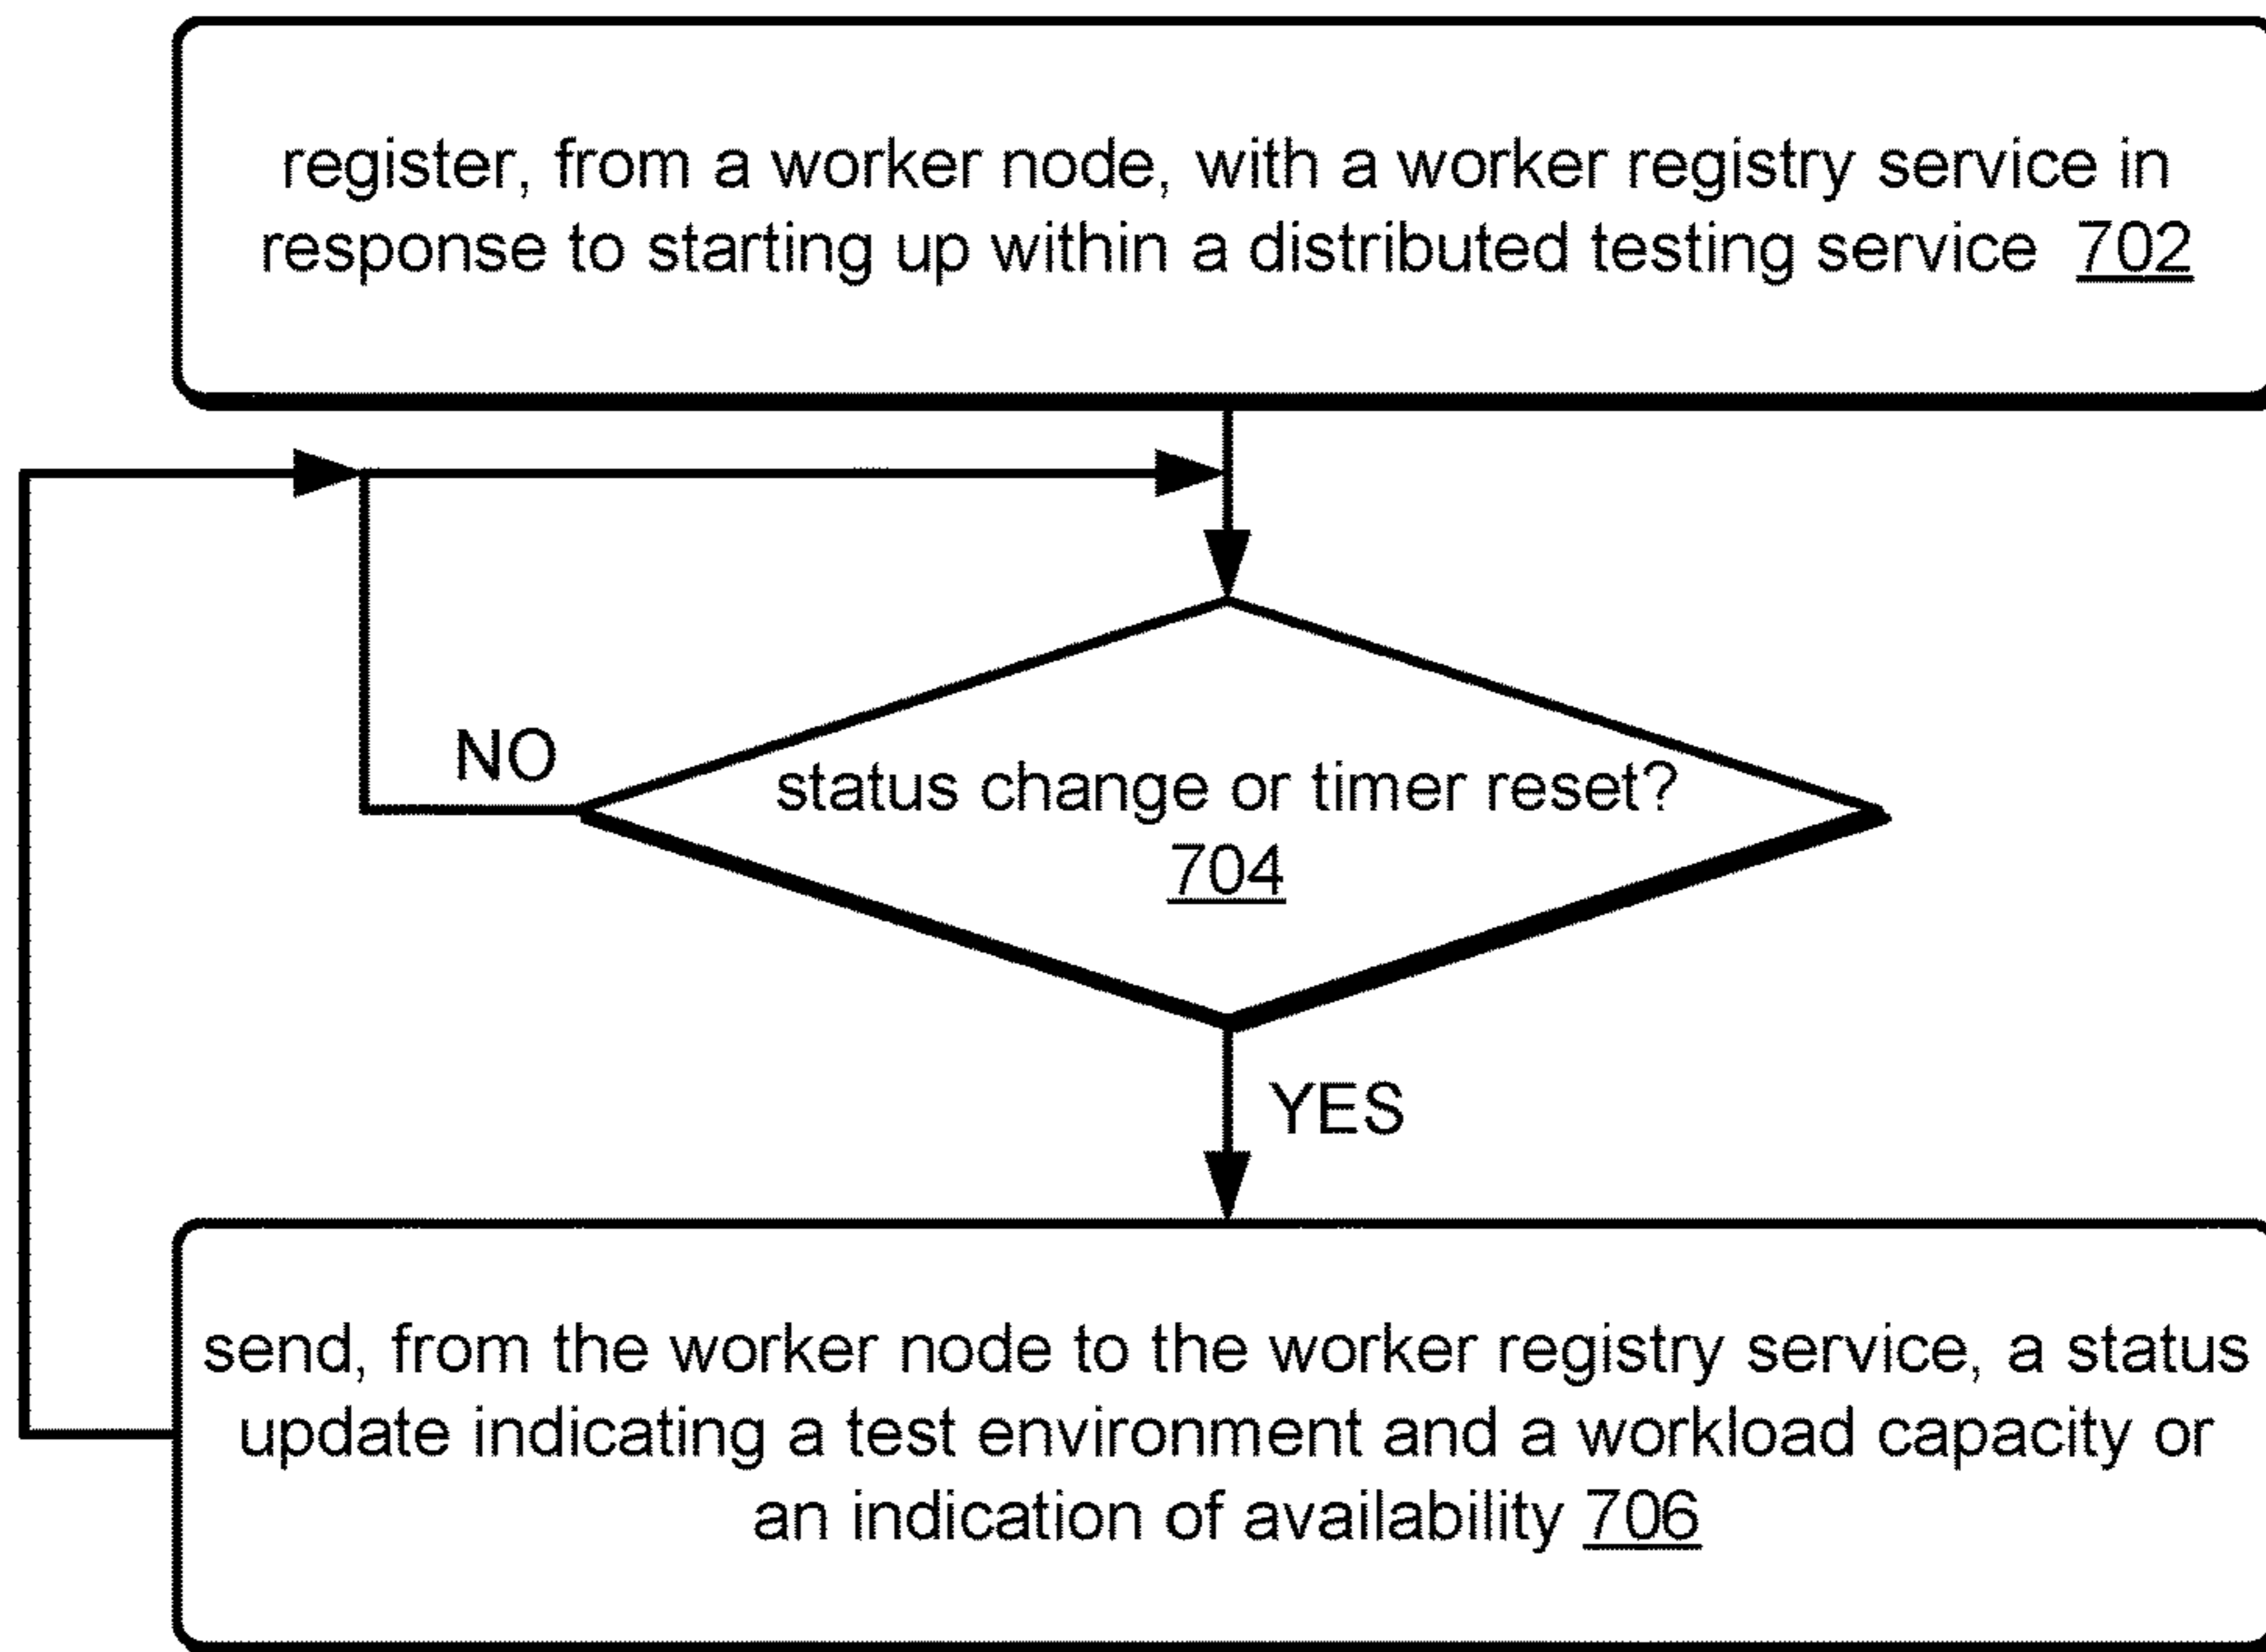 register, from a worker node, with a worker registry service in
response to starting up within a distributed testing service 702
NO
status change or timer reset?
704
YES
send, from the worker node to the worker registry service, a status
update indicating a test environment and a workload capacity or
an indication of availability 706